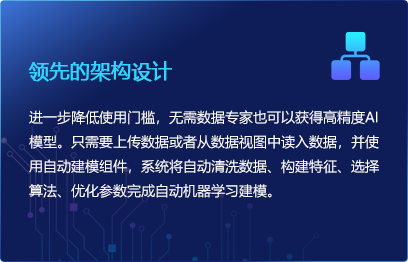 领先的架构设计
进一步降低使用门槛，无需数据专家也可以获得高精度AI
模型。只需要上传数据或者从数据视图中读入数据，并使
用自动建模组件，系统将自动清洗数据、构建特征、选择
算法、优化参数完成自动机器学习建模。